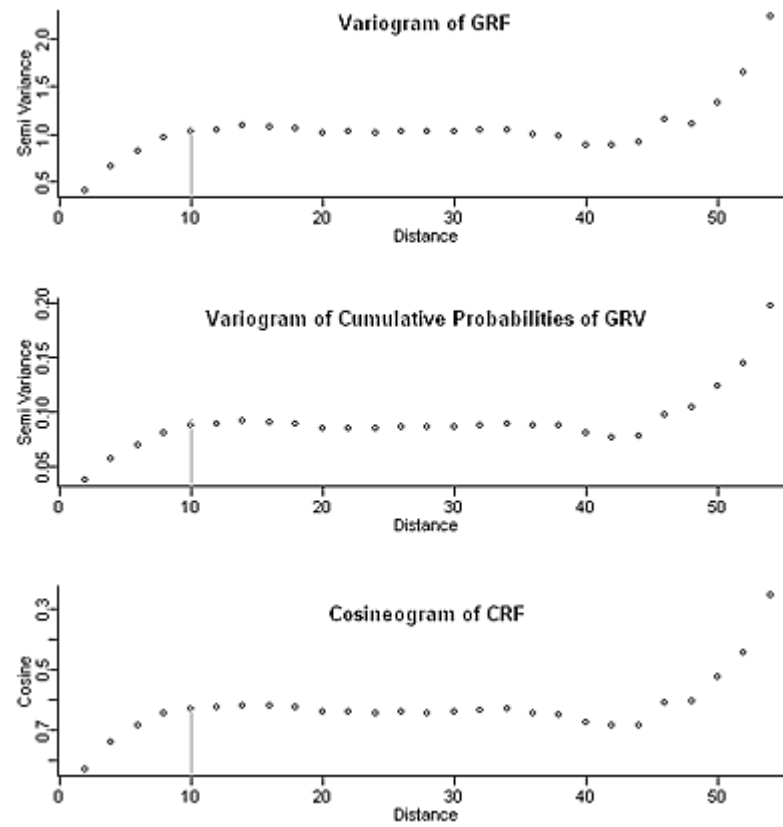 Variogram of GRF
Semi Variance
0.5 1.0 1.5 2.0
0 10 20 30 40 50
Distance
Variogram of Cumulative Probabilities of GRV
Semi Variance
0.05 0.10 0.15 0.20
0 10 20 30 40 50
Distance
Cosineogram of CRF
Cosine
0.7 0.5 0.3
0 10 20 30 40 50
Distance